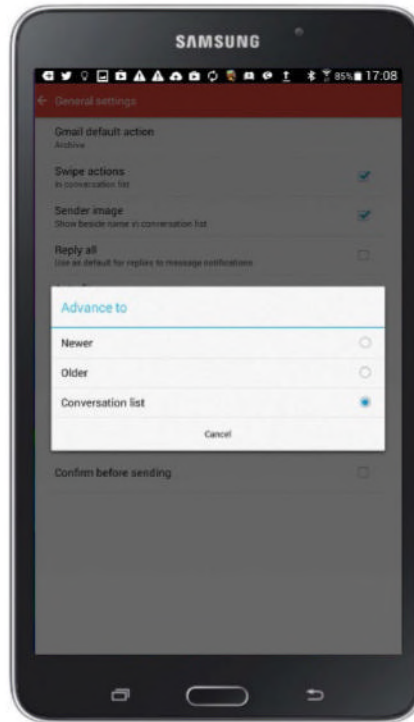 SAMSUNG
85% 17:08
General settings
Gmail default action
Archive
Swipe actions
In conversation list
Sender image
Show beside name in conversation list
Reply all
Use as default for replies to message notifications
Advance to
Newer
Older
Conversation list
Cancel
Confirm before sending